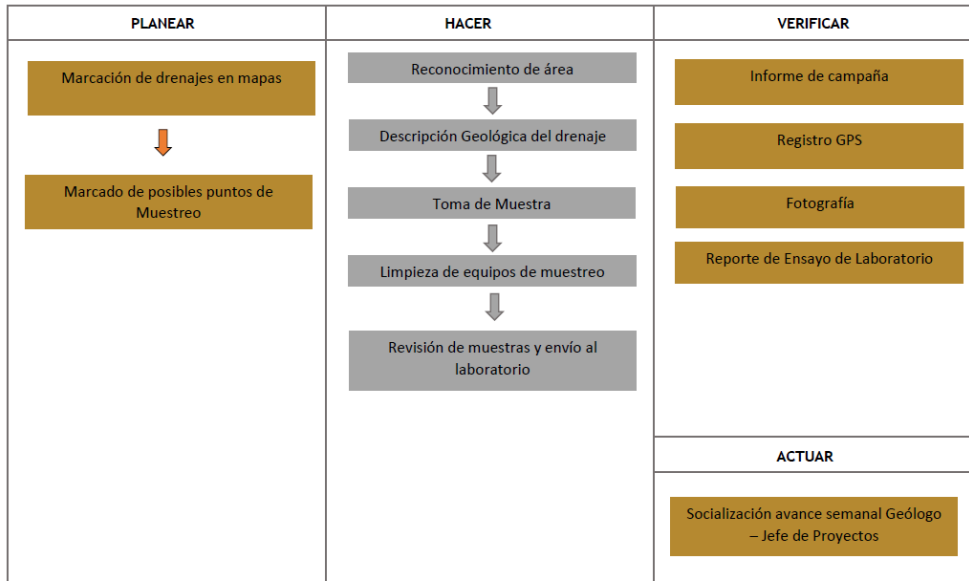 PLANEAR
Marcación de drenajes en mapas
Marcado de posibles puntos de
Muestreo
HACER
Reconocimiento de área
Descripción Geológica del drenaje
Toma de Muestra
Limpieza de equipos de muestreo
Revisión de muestras y envío al
laboratorio
VERIFICAR
Informe de campaña
Registro GPS
Fotografía
Reporte de Ensayo de Laboratorio
ACTUAR
Socialización avance semanal Geólogo
– Jefe de Proyectos